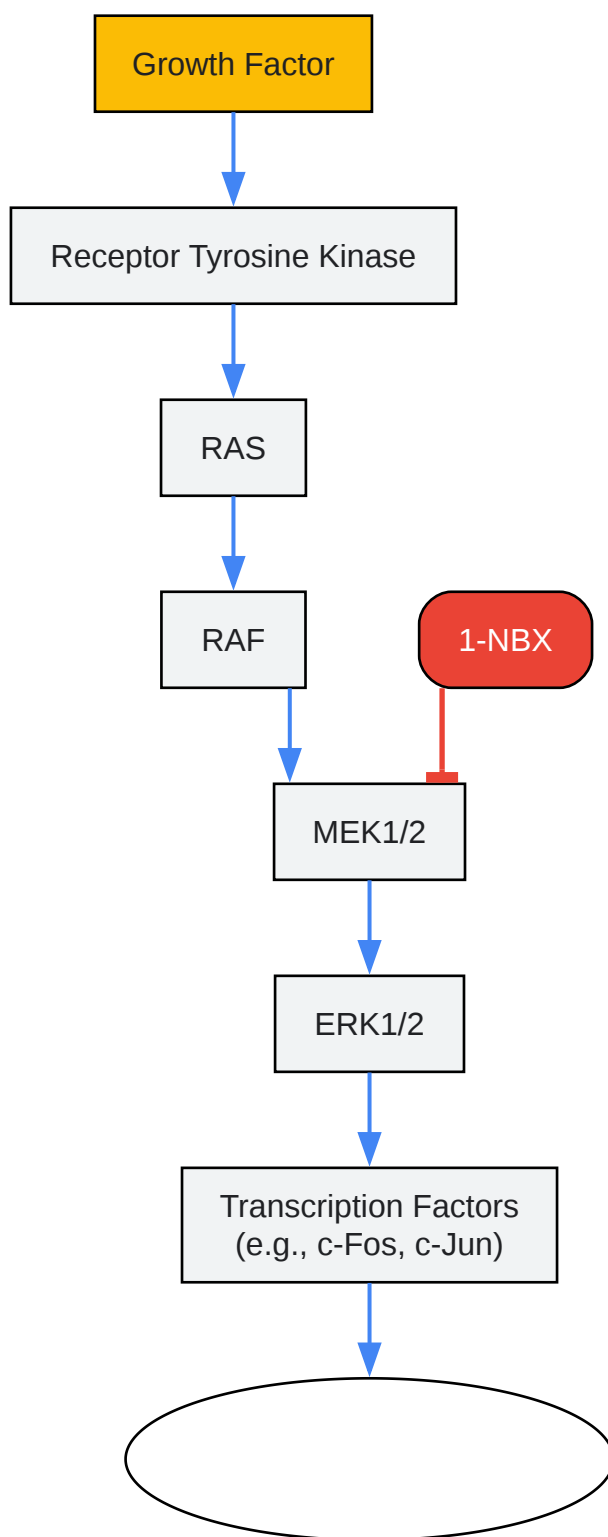 Growth Factor
Receptor Tyrosine Kinase
RAS
RAF
1-NBX
MEK1/2
ERK1/2
Transcription Factors
(e.g., c-Fos, c-Jun)